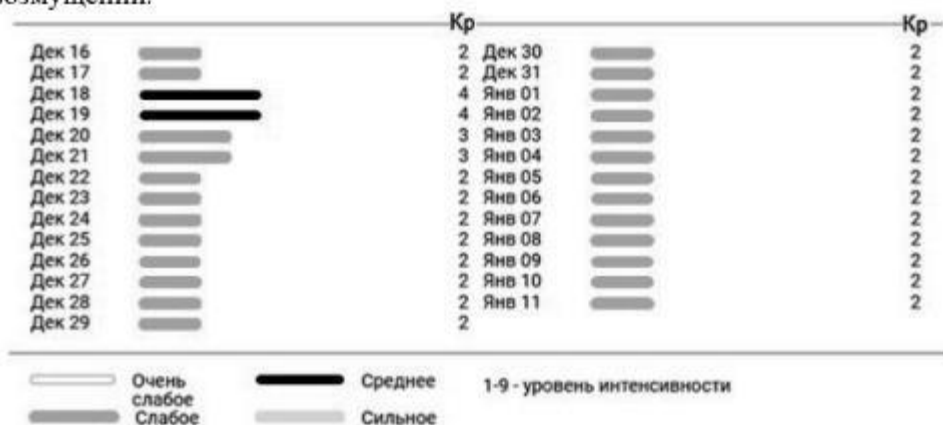 возмущений.
Кр Кр
Дек 16 2 Дек 30 2
Дек 17 2 Дек 31 2
Дек 18 4 Янв 01 2
Дек 19 4 Янв 02 2
Дек 20 3 Янв 03 2
Дек 21 3 Янв 04 2
Дек 22 2 Янв 05 2
Дек 23 2 Янв 06 2
Дек 24 2 Янв 07 2
Дек 25 2 Янв 08 2
Дек 26 2 Янв 09 2
Дек 27 2 Янв 10 2
Дек 28 2 Янв 11 2
Дек 29 2
Очень слабое
Среднее
1-9 - уровень интенсивности
Слабое
Сильное